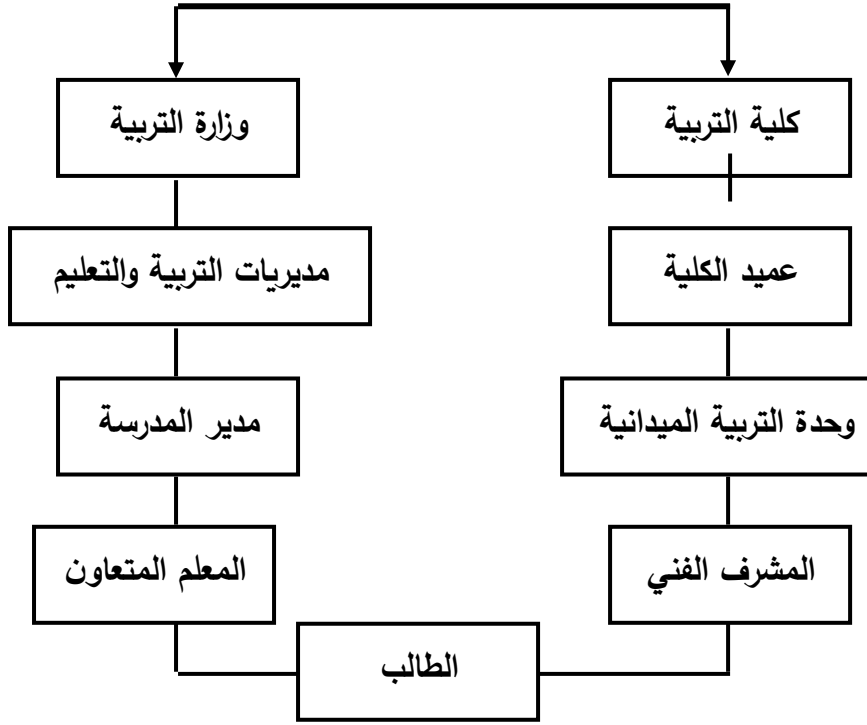 كلية التربية
وزارة التربية
عميد الكلية
مديريات التربية والتعليم
وحدة التربية الميدانية
مدير المدرسة
المشرف الفني
المعلم المتعاون
الطالب